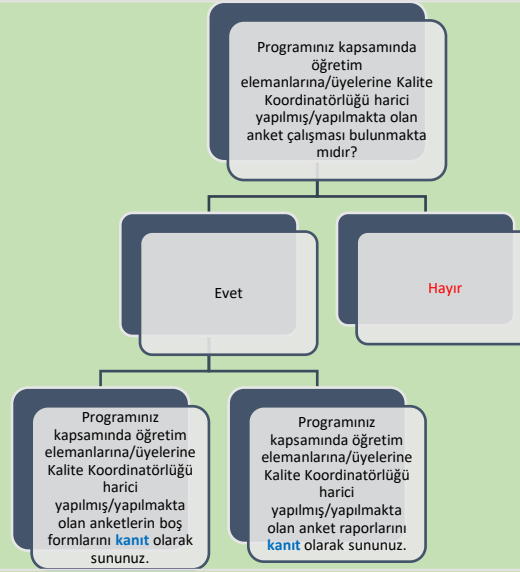 Programınız kapsamında
öğretim
elemanlarına/üyelerine Kalite
Koordinatörlüğü harici
yapılmış/yapılmakta olan
anket çalışması bulunmakta
mıdır?
Evet
Hayır
Programınız
kapsamında öğretim
elemanlarına/üyelerine
Kalite Koordinatörlüğü
harici
yapılmış/yapılmakta
olan anketlerin boş
formlarını kanıt olarak
sununuz.
Programınız
kapsamında öğretim
elemanlarına/üyelerine
Kalite Koordinatörlüğü
harici
yapılmış/yapılmakta
olan anket raporlarını
kanıt olarak sununuz.